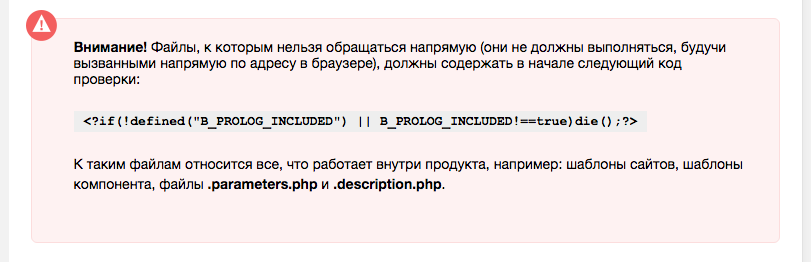 Внимание! Файлы, к которым нельзя обращаться напрямую (они не должны выполняться, будучи
вызванными напрямую по адресу в браузере), должны содержать в начале следующий код
проверки:
<?if(!defined("B_PROLOG_INCLUDED") || B_PROLOG_INCLUDED!==true)die();?>
К таким файлам относится все, что работает внутри продукта, например: шаблоны сайтов, шаблоны
компонента, файлы .parameters.php и .description.php.